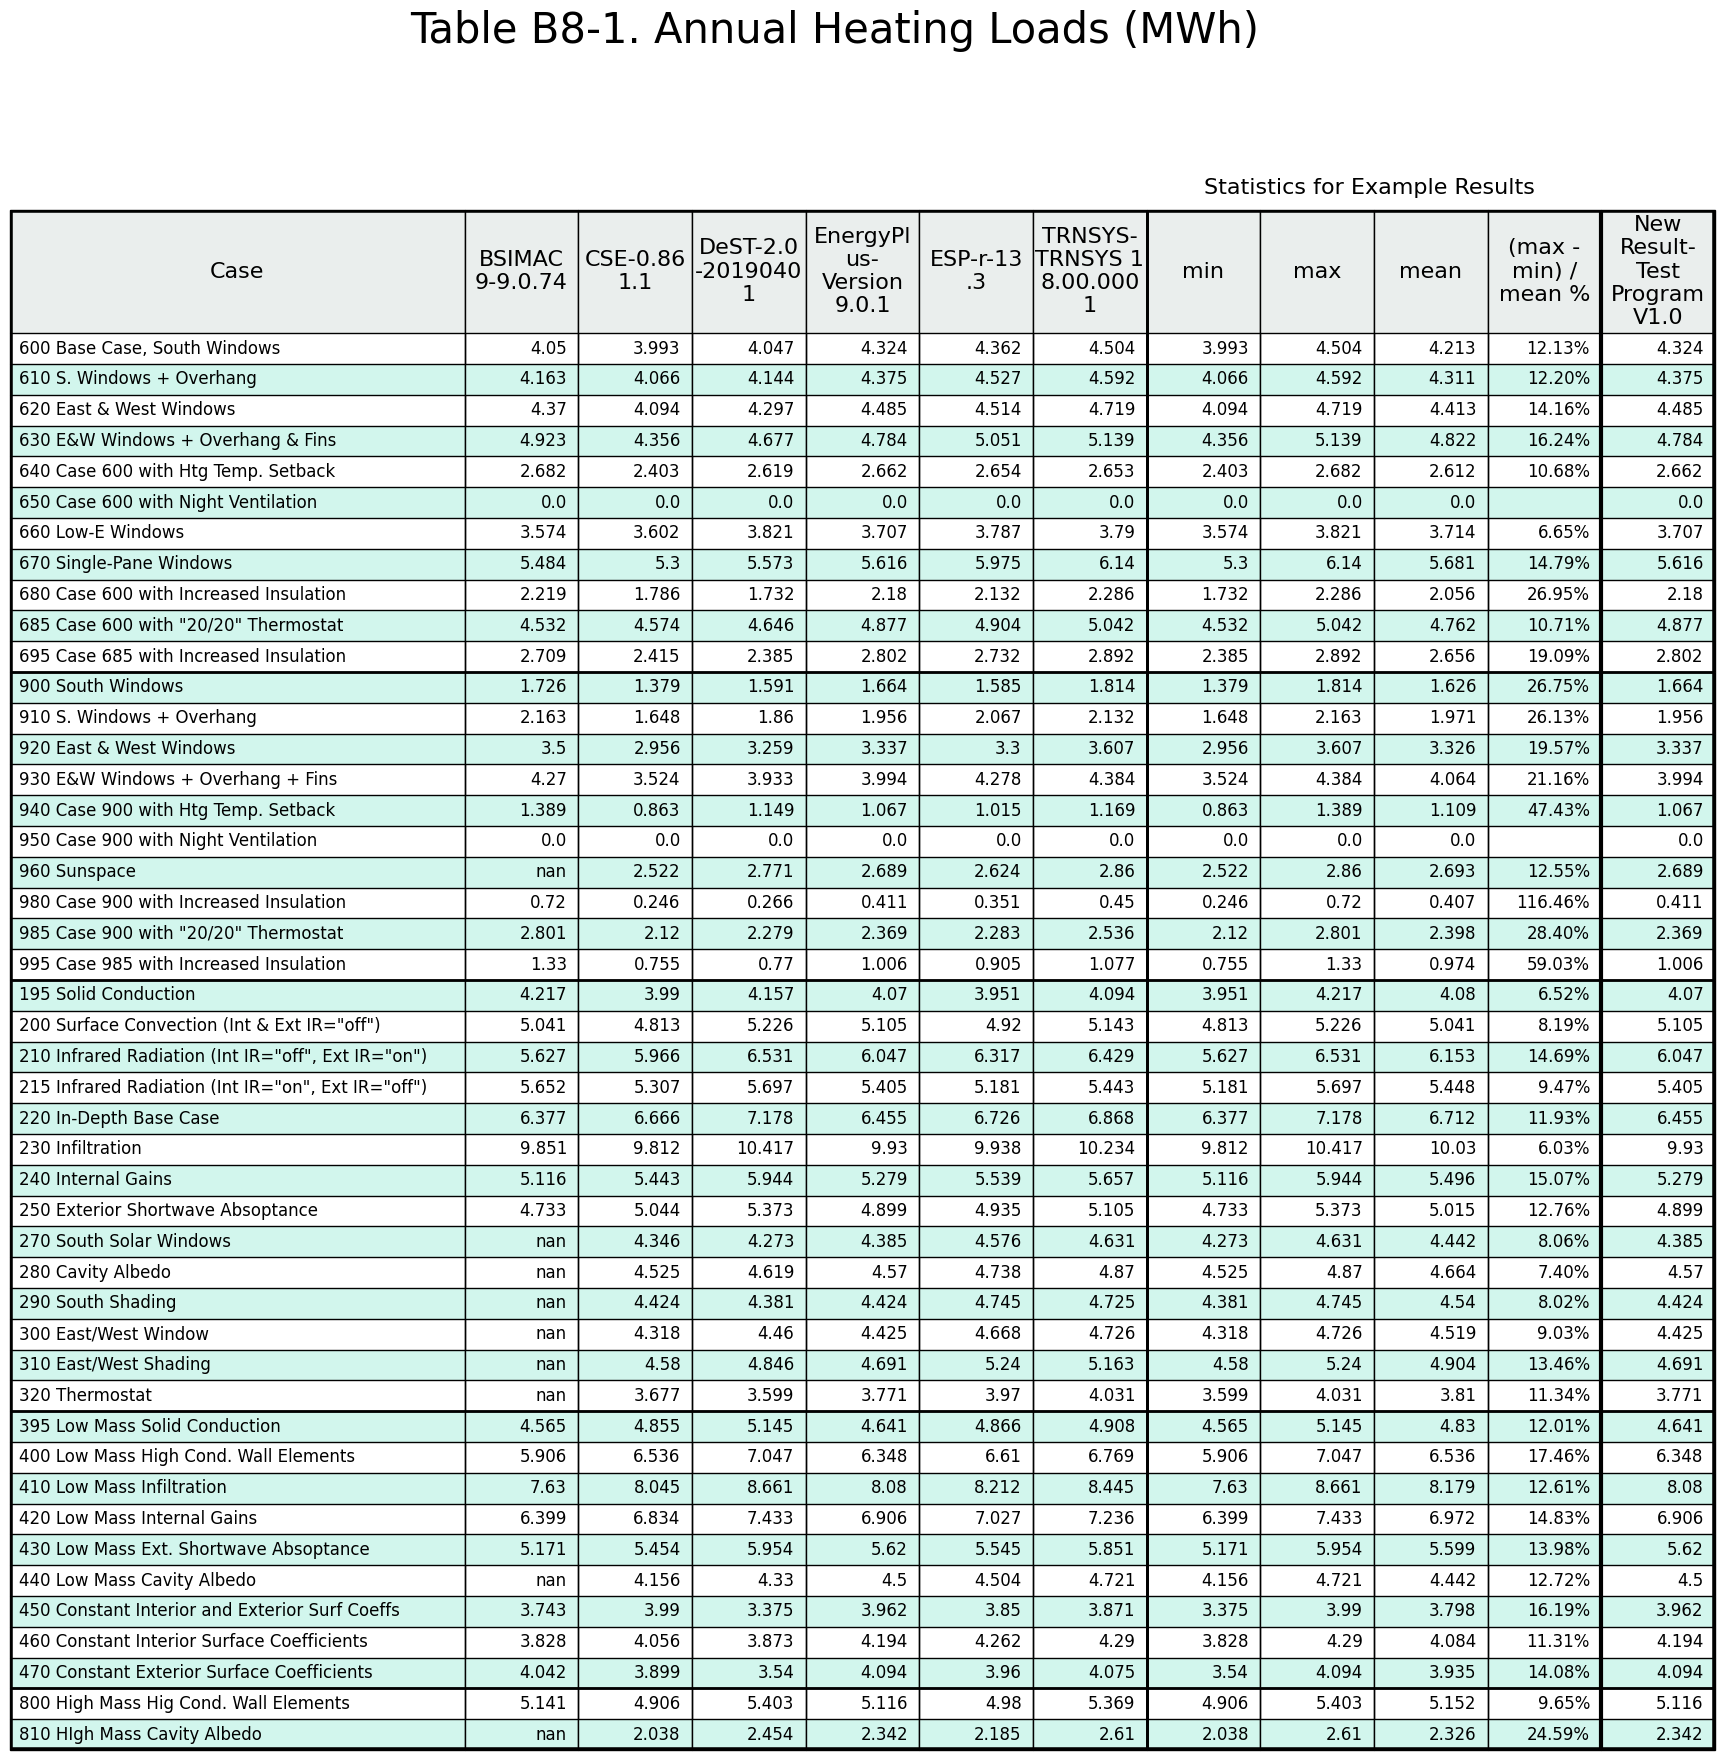 Table B8-1. Annual Heating Loads (MWh)
Statistics for Example Results
Case BSIMAC 9-9.0.74 CSE-0.86 1.1 DeST-2.0 -2019040 1 EnergyPl us- Version 9.0.1 ESP-r-13 .3 TRNSYS- TRNSYS 1 8.00.000 1 min max mean (max - min) / mean % New Result- Test Program V1.0
600 Base Case, South Windows 4.05 3.993 4.047 4.324 4.362 4.504 3.993 4.504 4.213 12.13% 4.324
610 S. Windows + Overhang 4.163 4.066 4.144 4.375 4.527 4.592 4.066 4.592 4.311 12.20% 4.375
620 East & West Windows 4.37 4.094 4.297 4.485 4.514 4.719 4.094 4.719 4.413 14.16% 4.485
630 E&W Windows + Overhang & Fins 4.923 4.356 4.677 4.784 5.051 5.139 4.356 5.139 4.822 16.24% 4.784
640 Case 600 with Htg Temp. Setback 2.682 2.403 2.619 2.662 2.654 2.653 2.403 2.682 2.612 10.68% 2.662
650 Case 600 with Night Ventilation 0.0 0.0 0.0 0.0 0.0 0.0 0.0 0.0 0.0 0.0
660 Low-E Windows 3.574 3.602 3.821 3.707 3.787 3.79 3.574 3.821 3.714 6.65% 3.707
670 Single-Pane Windows 5.484 5.3 5.573 5.616 5.975 6.14 5.3 6.14 5.681 14.79% 5.616
680 Case 600 with Increased Insulation 2.219 1.786 1.732 2.18 2.132 2.286 1.732 2.286 2.056 26.95% 2.18
685 Case 600 with "20/20" Thermostat 4.532 4.574 4.646 4.877 4.904 5.042 4.532 5.042 4.762 10.71% 4.877
695 Case 685 with Increased Insulation 2.709 2.415 2.385 2.802 2.732 2.892 2.385 2.892 2.656 19.09% 2.802
900 South Windows 1.726 1.379 1.591 1.664 1.585 1.814 1.379 1.814 1.626 26.75% 1.664
910 S. Windows + Overhang 2.163 1.648 1.86 1.956 2.067 2.132 1.648 2.163 1.971 26.13% 1.956
920 East & West Windows 3.5 2.956 3.259 3.337 3.3 3.607 2.956 3.607 3.326 19.57% 3.337
930 E&W Windows + Overhang + Fins 4.27 3.524 3.933 3.994 4.278 4.384 3.524 4.384 4.064 21.16% 3.994
940 Case 900 with Htg Temp. Setback 1.389 0.863 1.149 1.067 1.015 1.169 0.863 1.389 1.109 47.43% 1.067
950 Case 900 with Night Ventilation 0.0 0.0 0.0 0.0 0.0 0.0 0.0 0.0 0.0 0.0
960 Sunspace nan 2.522 2.771 2.689 2.624 2.86 2.522 2.86 2.693 12.55% 2.689
980 Case 900 with Increased Insulation 0.72 0.246 0.266 0.411 0.351 0.45 0.246 0.72 0.407 116.46% 0.411
985 Case 900 with "20/20" Thermostat 2.801 2.12 2.279 2.369 2.283 2.536 2.12 2.801 2.398 28.40% 2.369
995 Case 985 with Increased Insulation 1.33 0.755 0.77 1.006 0.905 1.077 0.755 1.33 0.974 59.03% 1.006
195 Solid Conduction 4.217 3.99 4.157 4.07 3.951 4.094 3.951 4.217 4.08 6.52% 4.07
200 Surface Convection (Int & Ext IR="off") 5.041 4.813 5.226 5.105 4.92 5.143 4.813 5.226 5.041 8.19% 5.105
210 Infrared Radiation (Int IR="off", Ext IR="on") 5.627 5.966 6.531 6.047 6.317 6.429 5.627 6.531 6.153 14.69% 6.047
215 Infrared Radiation (Int IR="on", Ext IR="off") 5.652 5.307 5.697 5.405 5.181 5.443 5.181 5.697 5.448 9.47% 5.405
220 In-Depth Base Case 6.377 6.666 7.178 6.455 6.726 6.868 6.377 7.178 6.712 11.93% 6.455
230 Infiltration 9.851 9.812 10.417 9.93 9.938 10.234 9.812 10.417 10.03 6.03% 9.93
240 Internal Gains 5.116 5.443 5.944 5.279 5.539 5.657 5.116 5.944 5.496 15.07% 5.279
250 Exterior Shortwave Absoptance 4.733 5.044 5.373 4.899 4.935 5.105 4.733 5.373 5.015 12.76% 4.899
270 South Solar Windows nan 4.346 4.273 4.385 4.576 4.631 4.273 4.631 4.442 8.06% 4.385
280 Cavity Albedo nan 4.525 4.619 4.57 4.738 4.87 4.525 4.87 4.664 7.40% 4.57
290 South Shading nan 4.424 4.381 4.424 4.745 4.725 4.381 4.745 4.54 8.02% 4.424
300 East/West Window nan 4.318 4.46 4.425 4.668 4.726 4.318 4.726 4.519 9.03% 4.425
310 East/West Shading nan 4.58 4.846 4.691 5.24 5.163 4.58 5.24 4.904 13.46% 4.691
320 Thermostat nan 3.677 3.599 3.771 3.97 4.031 3.599 4.031 3.81 11.34% 3.771
395 Low Mass Solid Conduction 4.565 4.855 5.145 4.641 4.866 4.908 4.565 5.145 4.83 12.01% 4.641
400 Low Mass High Cond. Wall Elements 5.906 6.536 7.047 6.348 6.61 6.769 5.906 7.047 6.536 17.46% 6.348
410 Low Mass Infiltration 7.63 8.045 8.661 8.08 8.212 8.445 7.63 8.661 8.179 12.61% 8.08
420 Low Mass Internal Gains 6.399 6.834 7.433 6.906 7.027 7.236 6.399 7.433 6.972 14.83% 6.906
430 Low Mass Ext. Shortwave Absoptance 5.171 5.454 5.954 5.62 5.545 5.851 5.171 5.954 5.599 13.98% 5.62
440 Low Mass Cavity Albedo nan 4.156 4.33 4.5 4.504 4.721 4.156 4.721 4.442 12.72% 4.5
450 Constant Interior and Exterior Surf Coeffs 3.743 3.99 3.375 3.962 3.85 3.871 3.375 3.99 3.798 16.19% 3.962
460 Constant Interior Surface Coefficients 3.828 4.056 3.873 4.194 4.262 4.29 3.828 4.29 4.084 11.31% 4.194
470 Constant Exterior Surface Coefficients 4.042 3.899 3.54 4.094 3.96 4.075 3.54 4.094 3.935 14.08% 4.094
800 High Mass Hig Cond. Wall Elements 5.141 4.906 5.403 5.116 4.98 5.369 4.906 5.403 5.152 9.65% 5.116
810 HIgh Mass Cavity Albedo nan 2.038 2.454 2.342 2.185 2.61 2.038 2.61 2.326 24.59% 2.342